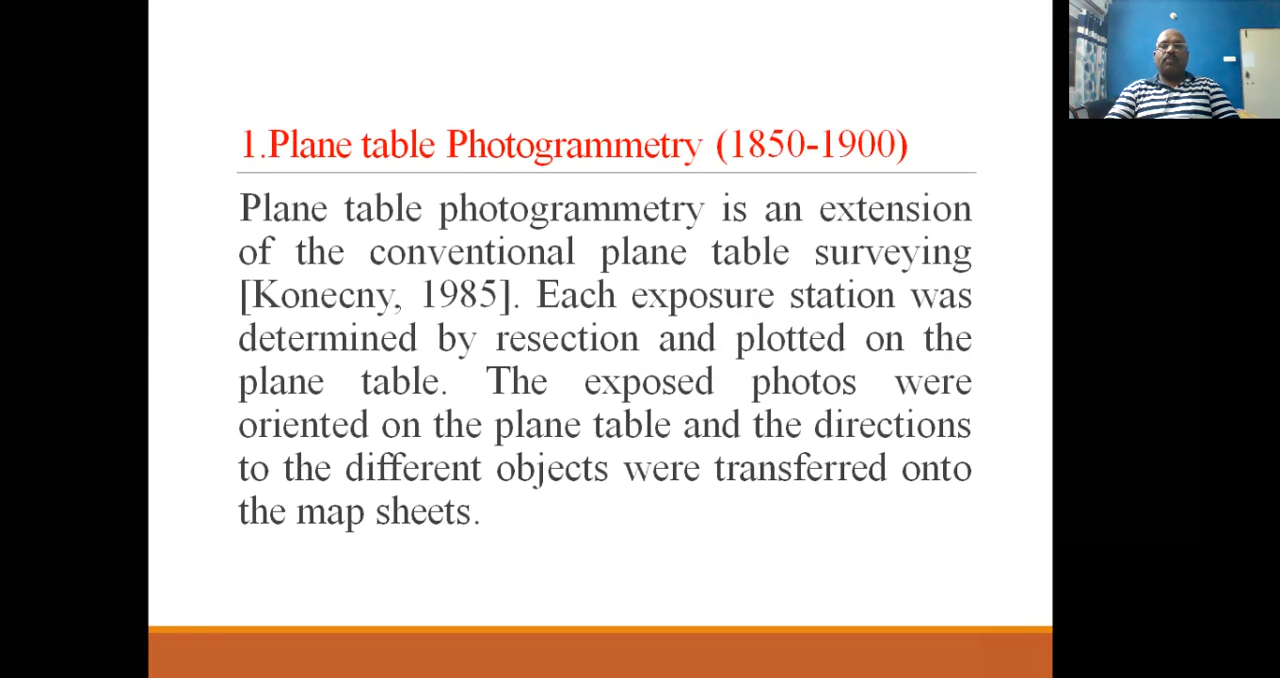 1.Plane table Photogrammetry (1850-1900)
Plane table photogrammetry is an extension
of the conventional plane table surveying
[Konecny, 1985]. Each exposure station was
determined by resection and plotted on the
plane table. The exposed photos were
oriented on the plane table and the directions
to the different objects were transferred onto
the map sheets.